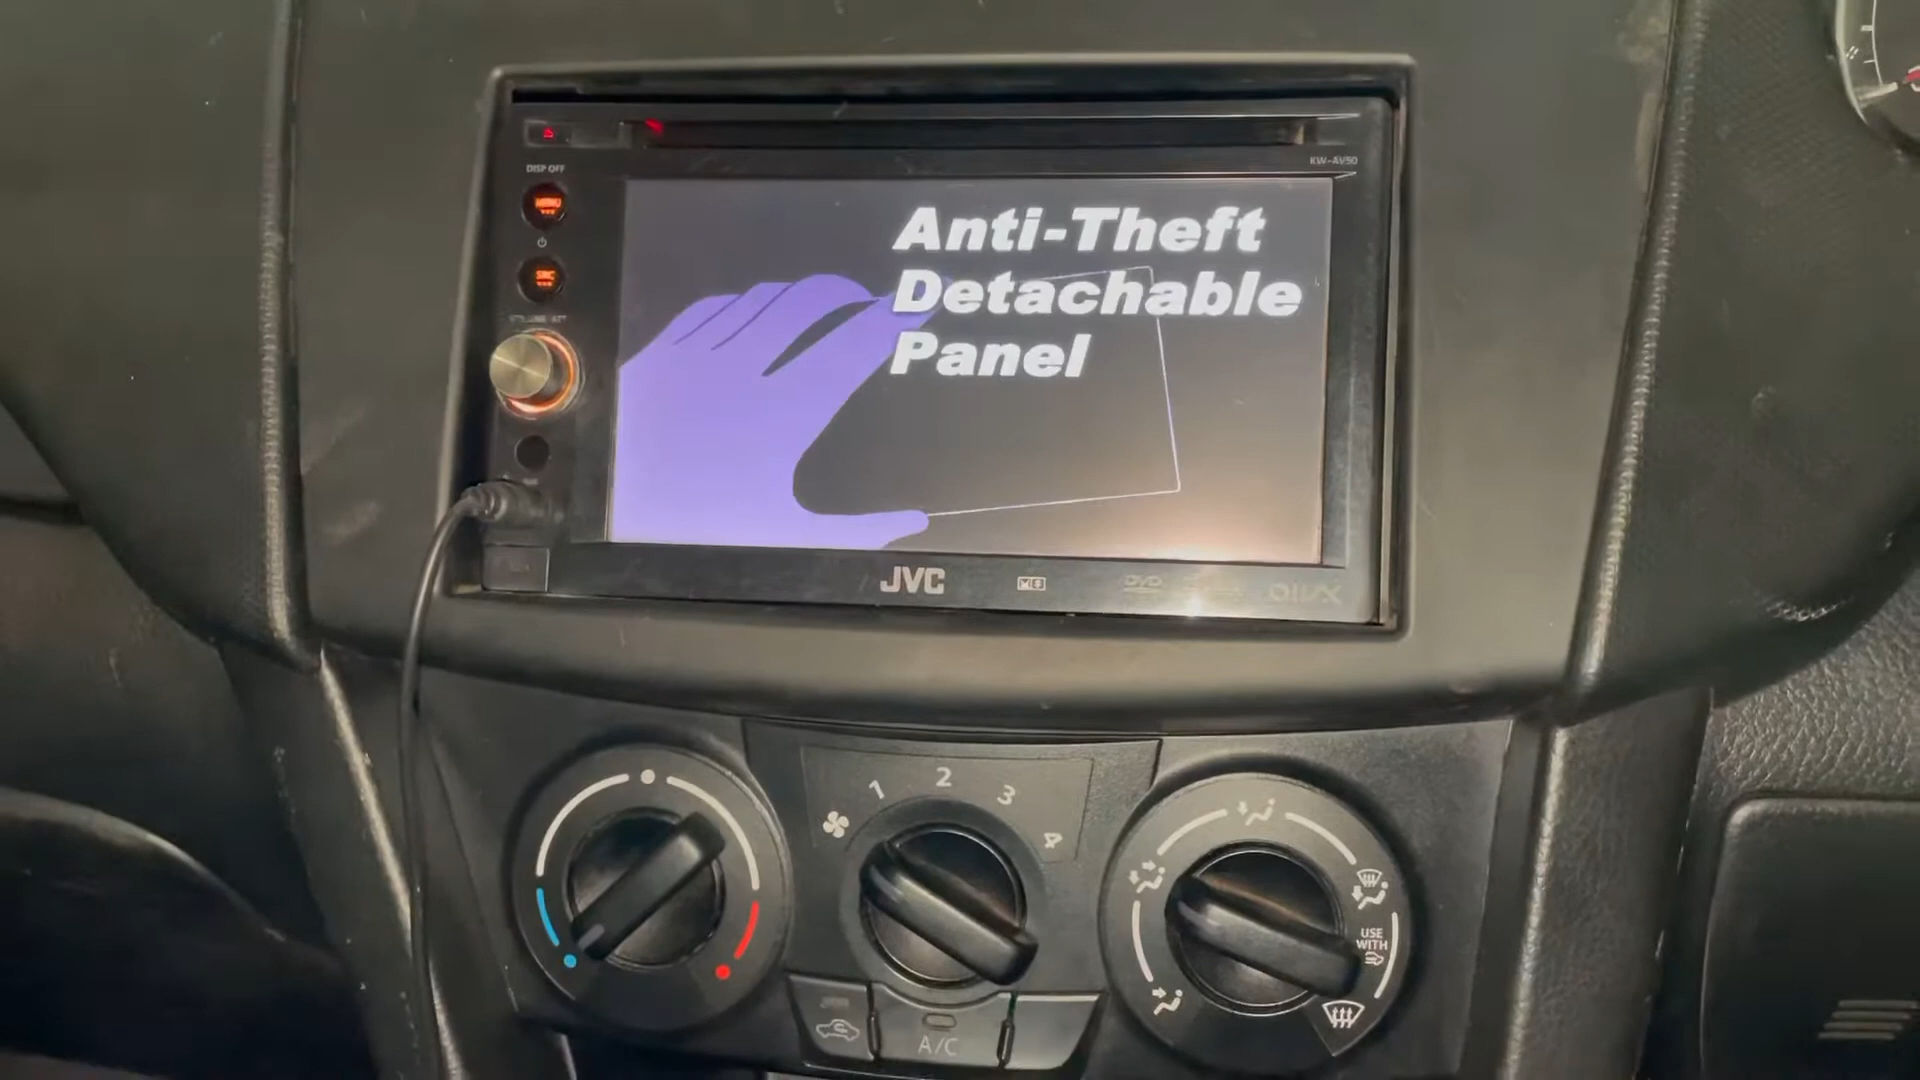 KW-AV50
DISP OFF
MENU
SRC
Anti-Theft
Detachable
Panel
JVC
DVD
1
2
3
4
USE
WITH
A/C